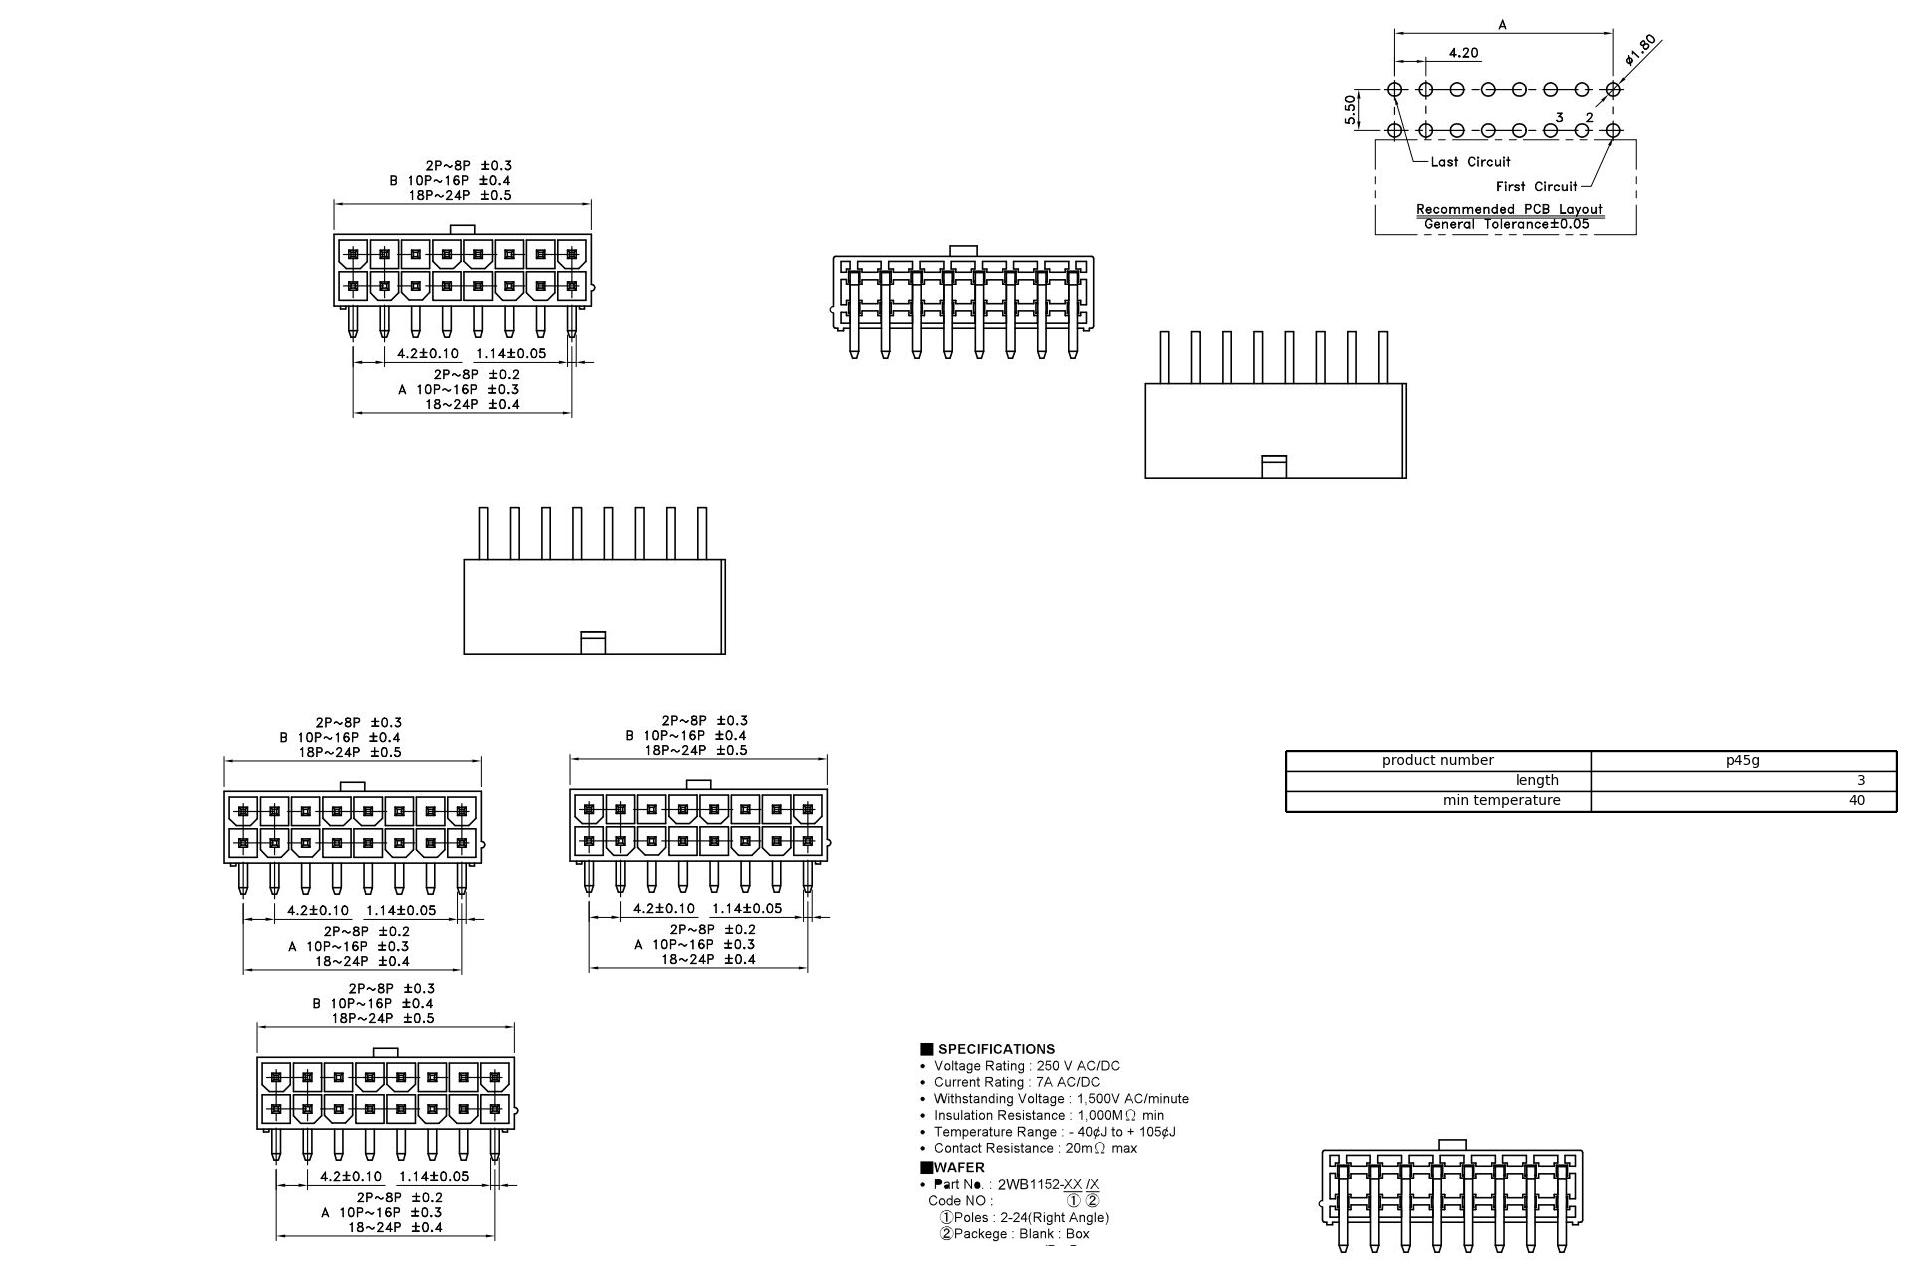 A
4.20
ø1.80
5.50
3 2
Last Circuit
First Circuit
Recommended PCB Layout
General Tolerance±0.05
2P~8P ±0.3
B 10P~16P ±0.4
18P~24P ±0.5
4.2±0.10 1.14±0.05
2P~8P ±0.2
A 10P~16P ±0.3
18~24P ±0.4
2P~8P ±0.3
B 10P~16P ±0.4
18P~24P ±0.5
4.2±0.10 1.14±0.05
2P~8P ±0.2
A 10P~16P ±0.3
18~24P ±0.4
2P~8P ±0.3
B 10P~16P ±0.4
18P~24P ±0.5
4.2±0.10 1.14±0.05
2P~8P ±0.2
A 10P~16P ±0.3
18~24P ±0.4
product number p45g
length 3
min temperature 40
2P~8P ±0.3
B 10P~16P ±0.4
18P~24P ±0.5
4.2±0.10 1.14±0.05
2P~8P ±0.2
A 10P~16P ±0.3
18~24P ±0.4
■ SPECIFICATIONS
• Voltage Rating : 250 V AC/DC
• Current Rating : 7A AC/DC
• Withstanding Voltage : 1,500V AC/minute
• Insulation Resistance : 1,000MΩ min
• Temperature Range : - 40¢J to + 105¢J
• Contact Resistance : 20mΩ max
■WAFER
• Part No. : 2WB1152-XX /X
Code NO : ① ②
①Poles : 2-24(Right Angle)
②Packege : Blank : Box